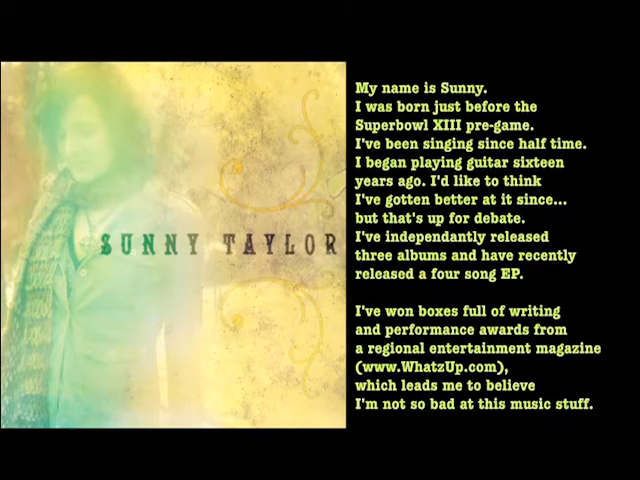 SUNNY TAYLOR
My name is Sunny.
I was born just before the
Superbowl XIII pre-game.
I've been singing since half time.
I began playing guitar sixteen
years ago. I'd like to think
I've gotten better at it since...
but that's up for debate.
I've independantly released
three albums and have recently
released a four song EP.
I've won boxes full of writing
and performance awards from
a regional entertainment magazine
(www.WhatzUp.com),
which leads me to believe
I'm not so bad at this music stuff.